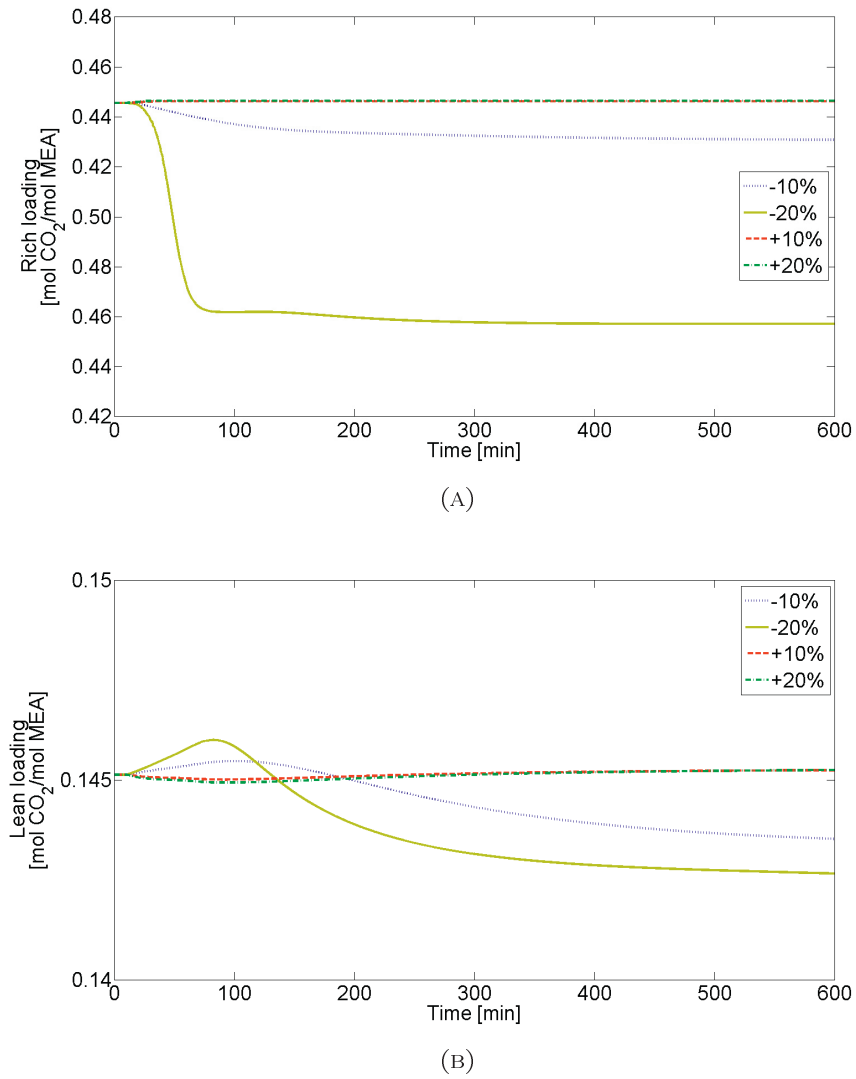 0.48
0.46
0.44
0.42
0.50
0.48
0.46
0.44
0.42
Rich loading
[mol CO2/mol MEA]
-10%
-20%
+10%
+20%
0 100 200 300 400 500 600
Time [min]
(A)
0.15
0.145
0.14
Lean loading
[mol CO2/mol MEA]
-10%
-20%
+10%
+20%
0 100 200 300 400 500 600
Time [min]
(B)